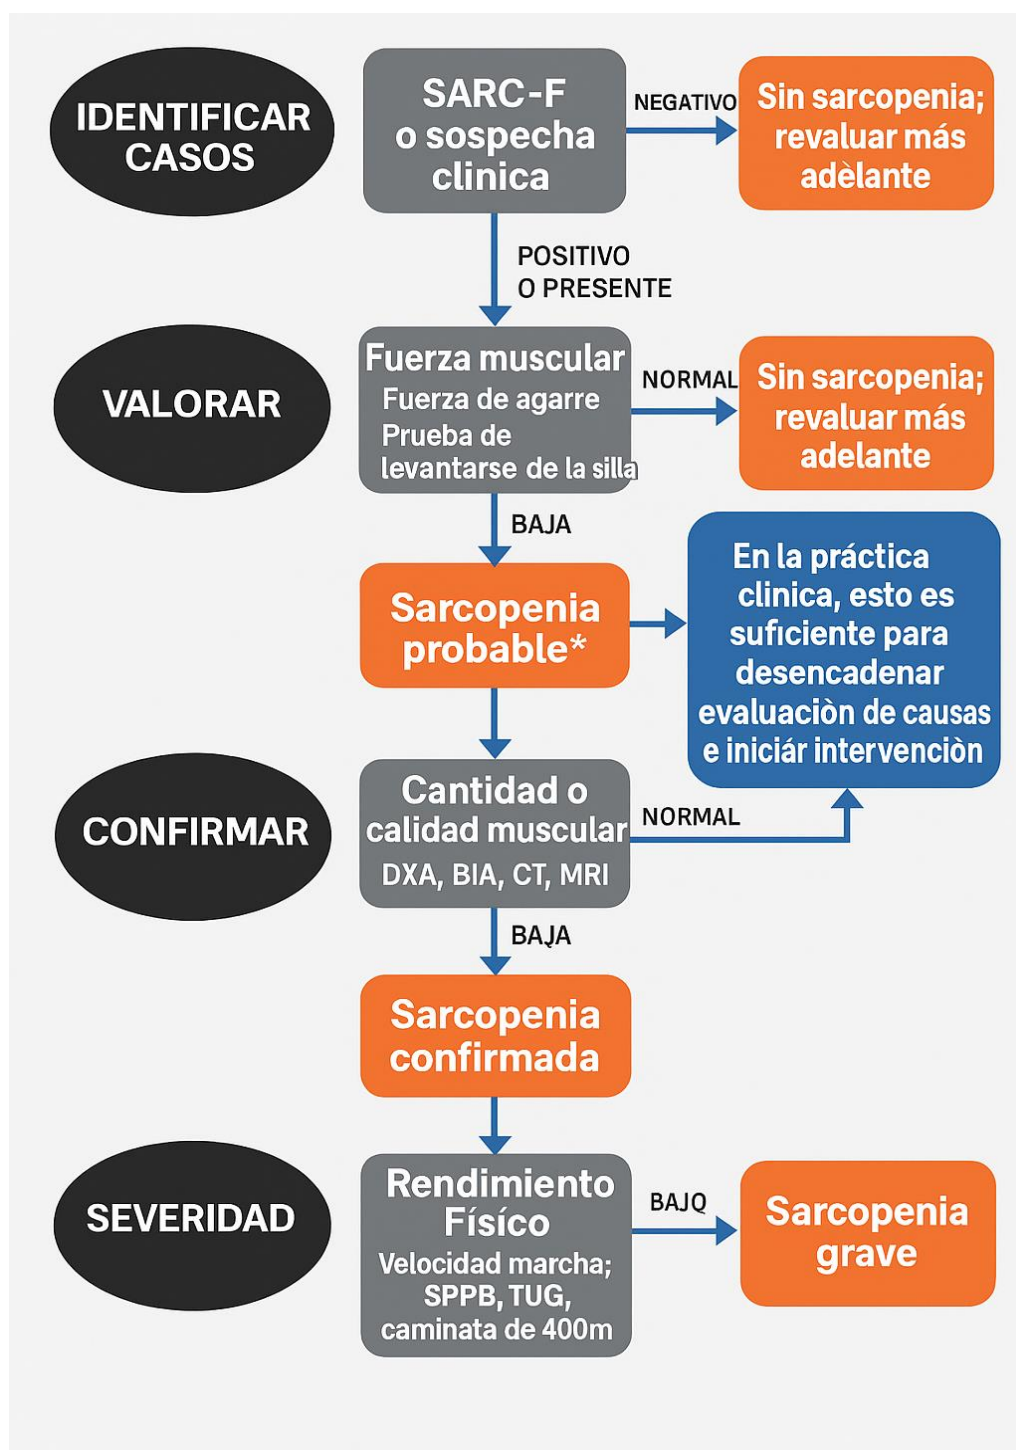 IDENTIFICAR
CASOS
SARC-F
o sospecha
clinica
NEGATIVO
Sin sarcopenia;
revaluar más
adèlante
POSITIVO
O PRESENTE
VALORAR
Fuerza muscular
Fuerza de agarre
Prueba de
levantarse de la silla
NORMAL
Sin sarcopenia;
revaluar más
adelante
BAJA
Sarcopenia
probable*
En la práctica
clinica, esto es
suficiente para
desencadenar
evaluaciòn de causas
e iniciár intervenciòn
CONFIRMAR
Cantidad o
calidad muscular
DXA, BIA, CT, MRI
NORMAL
BAJA
Sarcopenia
confirmada
SEVERIDAD
Rendimiento
Físíco
Velocidad marcha;
SPPB, TUG,
caminata de 400m
BAJQ
Sarcopenia
grave